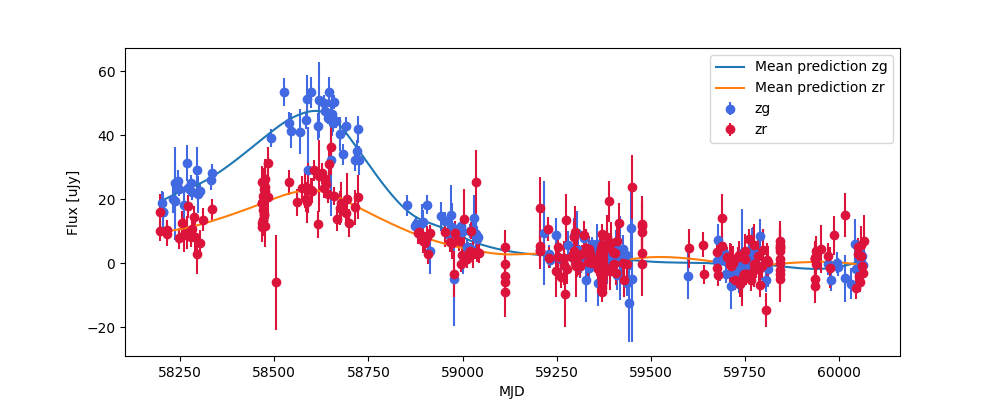 Flux [uJy]
60
40
20
0
−20
58250 58500 58750 59000 59250 59500 59750 60000
MJD
Mean prediction zg
Mean prediction zr
zg
zr